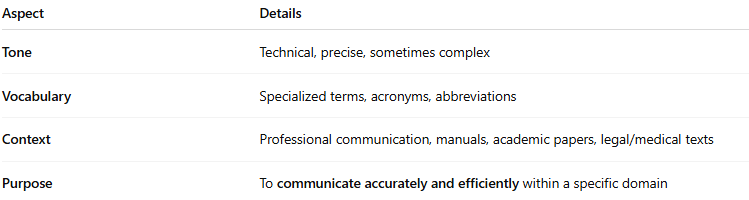 Aspect Details
Tone Technical, precise, sometimes complex
Vocabulary Specialized terms, acronyms, abbreviations
Context Professional communication, manuals, academic papers, legal/medical texts
Purpose To communicate accurately and efficiently within a specific domain